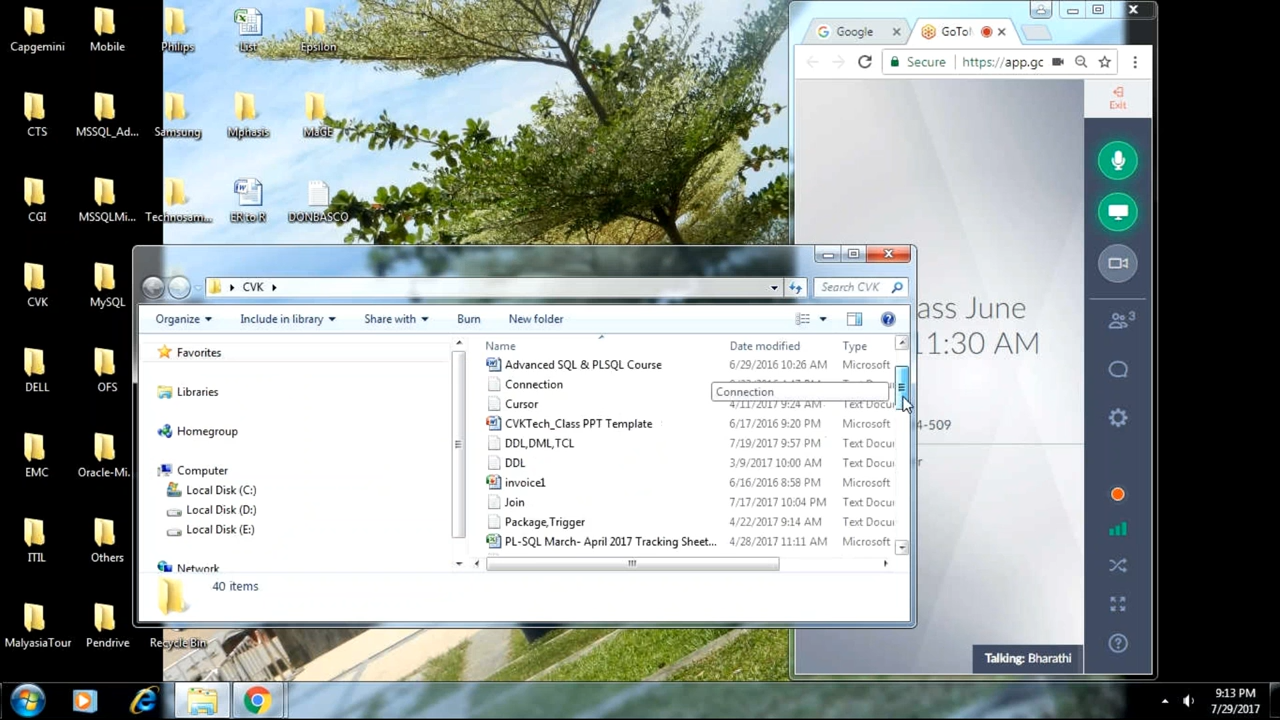 Capgemini
Mobile
Philips
List
Epsilon
CTS
MSSQL_Ad...
Samsung
Mphasis
MaGE
CGI
MSSQLMi...
Technosam...
ER to R
DONBASCO
CVK
MySQL
DELL
OFS
EMC
Oracle-Mi...
ITIL
Others
MalyasiaTour
Pendrive
Recycle Bin
Google
GoToM
Secure
https://app.gc
Exit
ass June
11:30 AM
3
4-509
Talking: Bharathi
CVK
Search CVK
Organize
Include in library
Share with
Burn
New folder
Favorites
Libraries
Homegroup
Computer
Local Disk (C:)
Local Disk (D:)
Local Disk (E:)
Network
Name Date modified Type
Advanced SQL & PLSQL Course 6/29/2016 10:26 AM Microsoft
Connection
Connection
Cursor 4/11/2017 9:24 AM Text Docu
CVKTech_Class PPT Template 6/17/2016 9:20 PM Microsoft
DDL,DML,TCL 7/19/2017 9:57 PM Text Docu
DDL 3/9/2017 10:00 AM Text Docu
invoice1 6/16/2016 8:58 PM Microsoft
Join 7/17/2017 10:04 PM Text Docu
Package,Trigger 4/22/2017 9:14 AM Text Docu
PL-SQL March- April 2017 Tracking Sheet... 4/28/2017 11:11 AM Microsoft
40 items
9:13 PM
7/29/2017